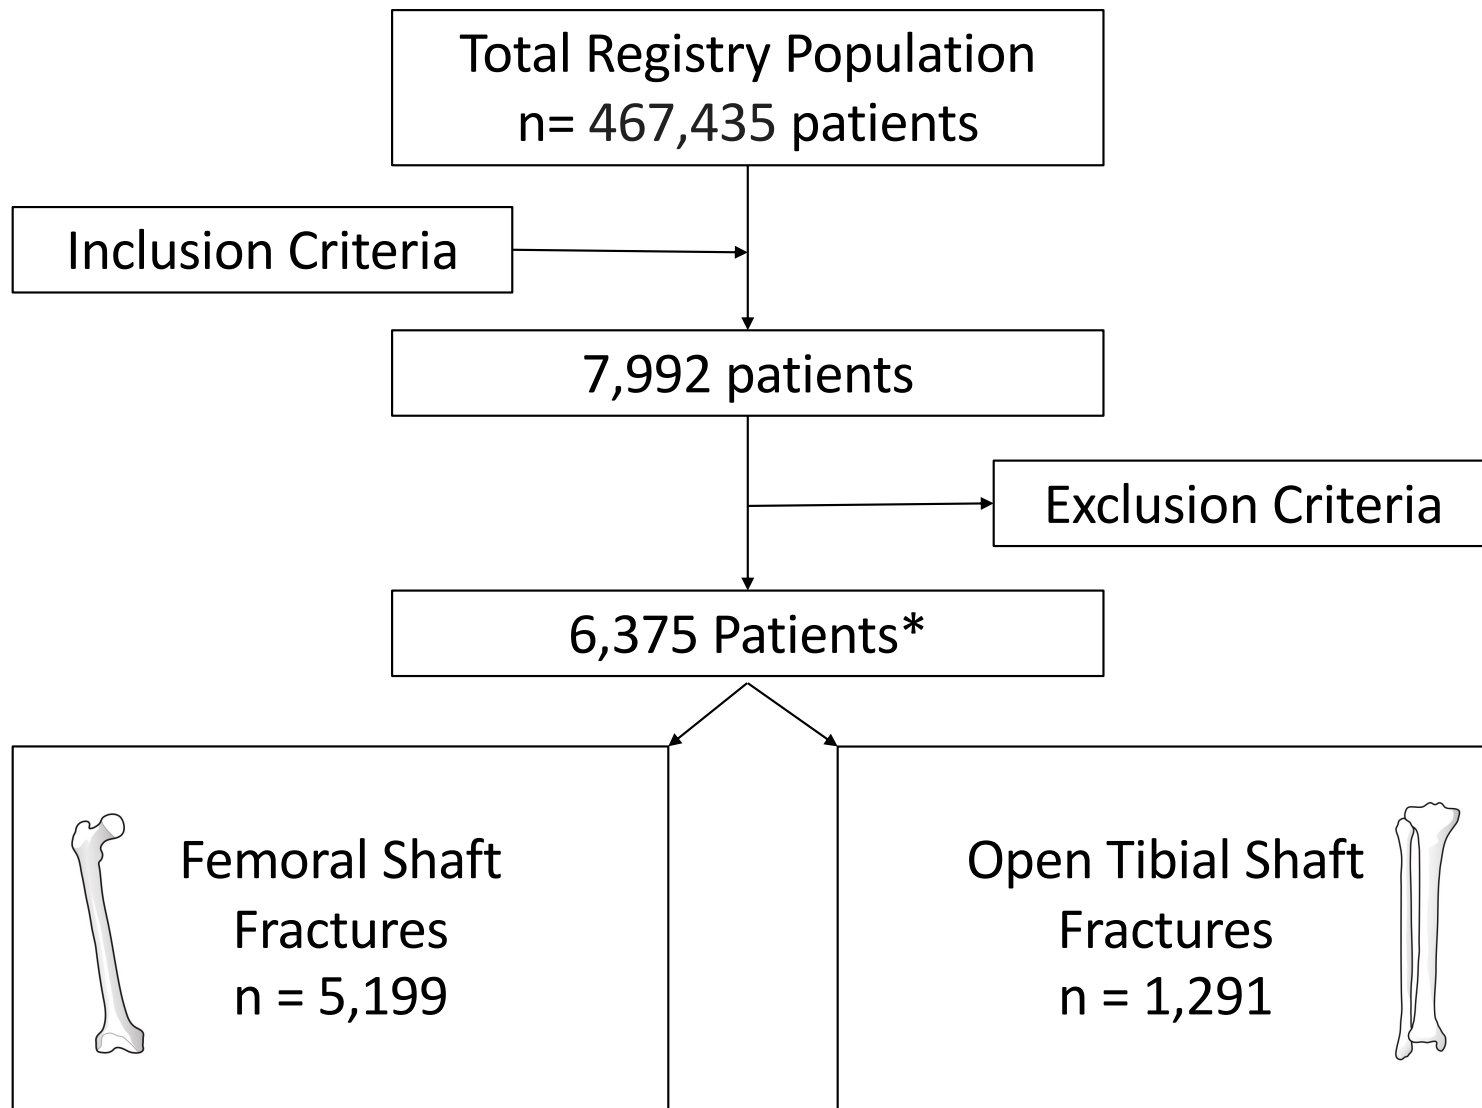 Total Registry Population
n= 467,435 patients
Inclusion Criteria
7,992 patients
Exclusion Criteria
6,375 Patients*
Femoral Shaft
Fractures
n = 5,199
Open Tibial Shaft
Fractures
n = 1,291